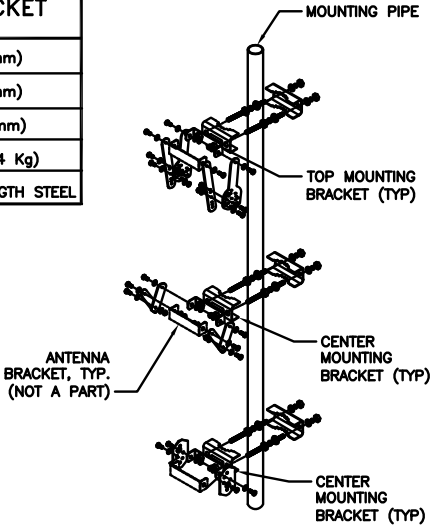 CKET
mm)
mm)
mm)
4 Kg)
GTH STEEL
MOUNTING PIPE
TOP MOUNTING
BRACKET (TYP)
CENTER
MOUNTING
BRACKET (TYP)
ANTENNA
BRACKET, TYP.
(NOT A PART)
CENTER
MOUNTING
BRACKET (TYP)